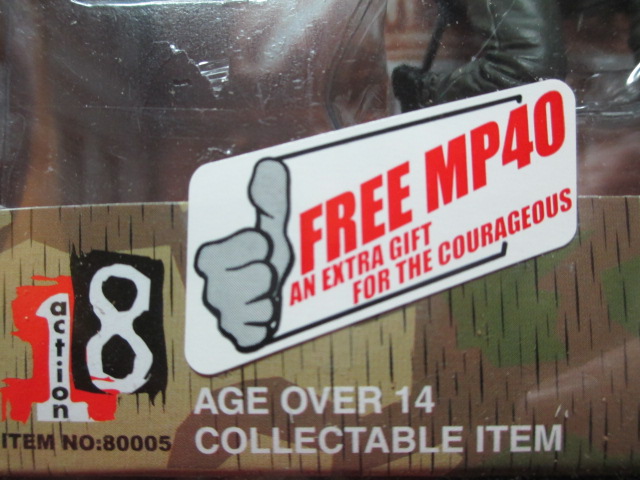 FREE MP40
AN EXTRA GIFT
FOR THE COURAGEOUS
1 action 8
ITEM NO:80005
AGE OVER 14
COLLECTABLE ITEM